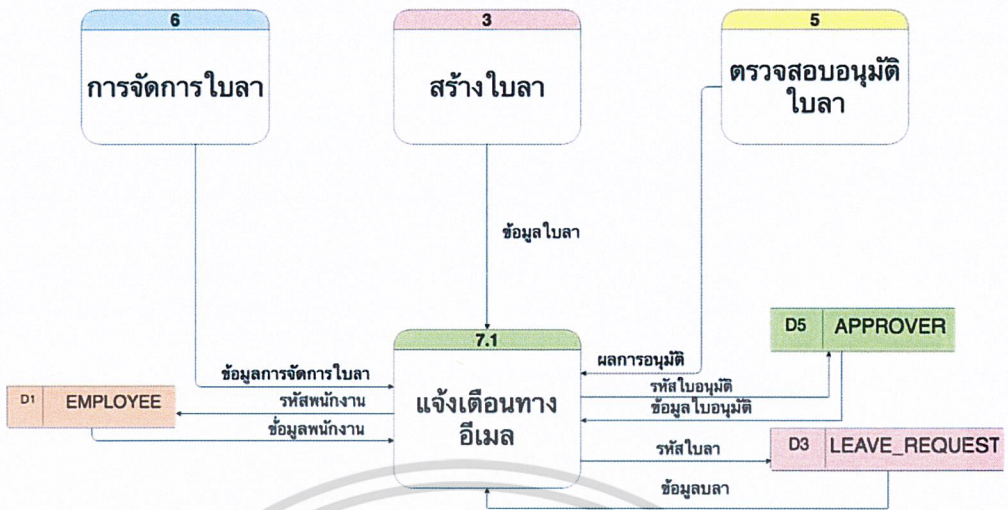 6
การจัดการใบลา
3
สร้างใบลา
5
ตรวจสอบอนุมัติ
ใบลา
ข้อมูลใบลา
7.1
แจ้งเตือนทาง
อีเมล
ข้อมูลการจัดการใบลา
รหัสพนักงาน
ข้อมูลพนักงาน
D1 EMPLOYEE
ผลการอนุมัติ
รหัสใบอนุมัติ
ข้อมูลใบอนุมัติ
D5 APPROVER
รหัสใบลา
D3 LEAVE_REQUEST
ข้อมูลบลา